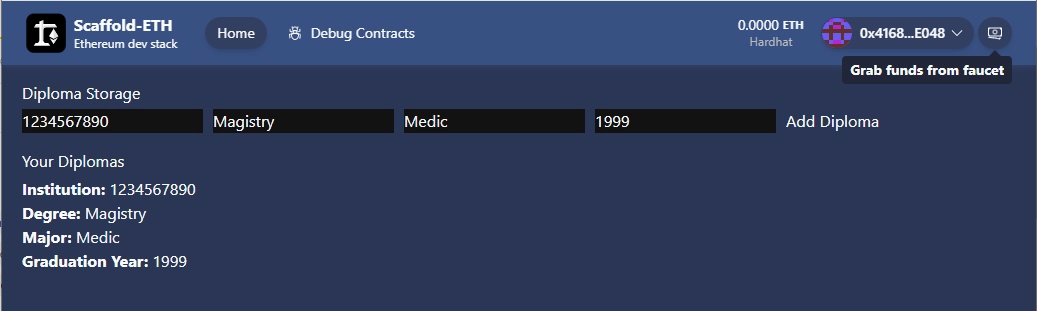 Scaffold-ETH
Ethereum dev stack
Home
Debug Contracts
0.0000 ETH
Hardhat
0x4168...E048
Grab funds from faucet
Diploma Storage
1234567890 Magistry Medic 1999 Add Diploma
Your Diplomas
Institution: 1234567890
Degree: Magistry
Major: Medic
Graduation Year: 1999